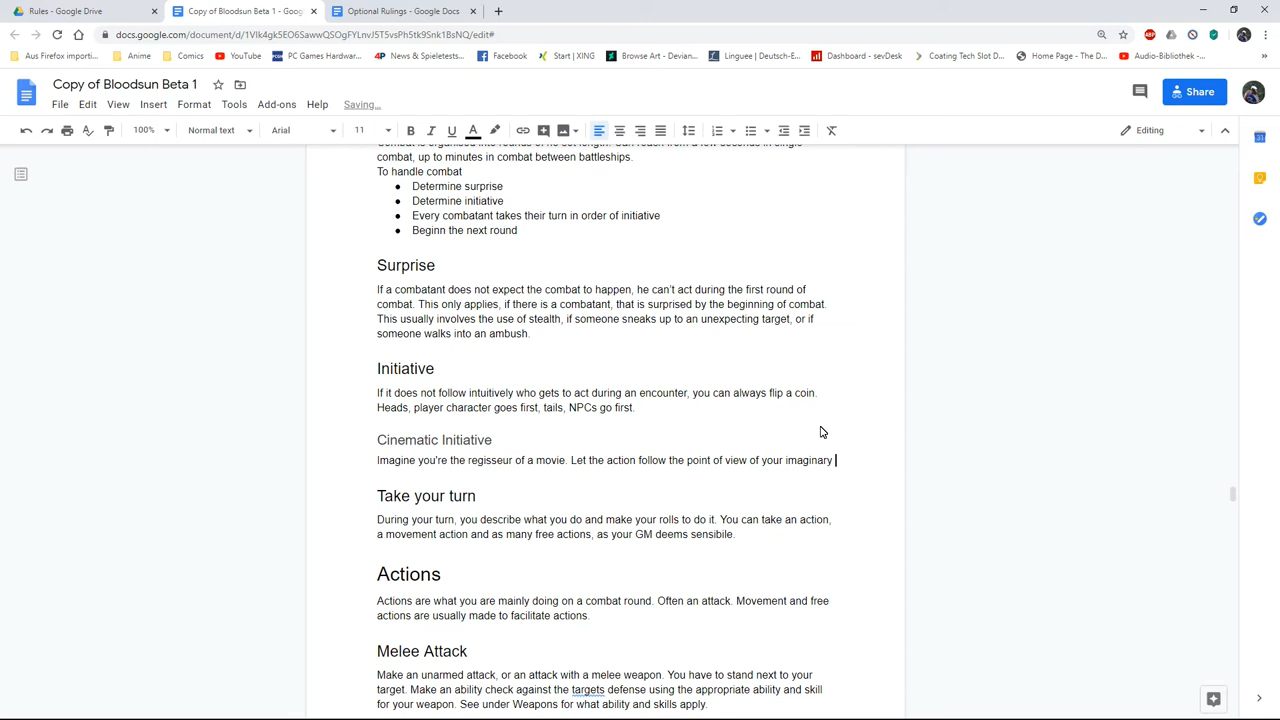 Rules - Google Drive
Copy of Bloodsun Beta 1 - Goog
Optional Rulings - Google Docs
docs.google.com/document/d/1VIk4gk5EO6SawwQSOgFYLnvJ5T5vsPh5tk9Snk1BsNQ/edit#
Aus Firefox importi...
Anime
Comics
YouTube
PC Games Hardwar...
News & Spieletests...
Facebook
Start | XING
Browse Art - Devian...
Linguee | Deutsch-E...
Dashboard - sevDesk
Coating Tech Slot D...
Home Page - The D...
Audio-Bibliothek -...
Copy of Bloodsun Beta 1
File Edit View Insert Format Tools Add-ons Help Saving...
Share
100% Normal text Arial 11 Editing
combat, up to minutes in combat between battleships.
To handle combat
● Determine surprise
● Determine initiative
● Every combatant takes their turn in order of initiative
● Beginn the next round
Surprise
If a combatant does not expect the combat to happen, he can't act during the first round of
combat. This only applies, if there is a combatant, that is surprised by the beginning of combat.
This usually involves the use of stealth, if someone sneaks up to an unexpecting target, or if
someone walks into an ambush.
Initiative
If it does not follow intuitively who gets to act during an encounter, you can always flip a coin.
Heads, player character goes first, tails, NPCs go first.
Cinematic Initiative
Imagine you're the regisseur of a movie. Let the action follow the point of view of your imaginary
Take your turn
During your turn, you describe what you do and make your rolls to do it. You can take an action,
a movement action and as many free actions, as your GM deems sensibile.
Actions
Actions are what you are mainly doing on a combat round. Often an attack. Movement and free
actions are usually made to facilitate actions.
Melee Attack
Make an unarmed attack, or an attack with a melee weapon. You have to stand next to your
target. Make an ability check against the targets defense using the appropriate ability and skill
for your weapon. See under Weapons for what ability and skills apply.